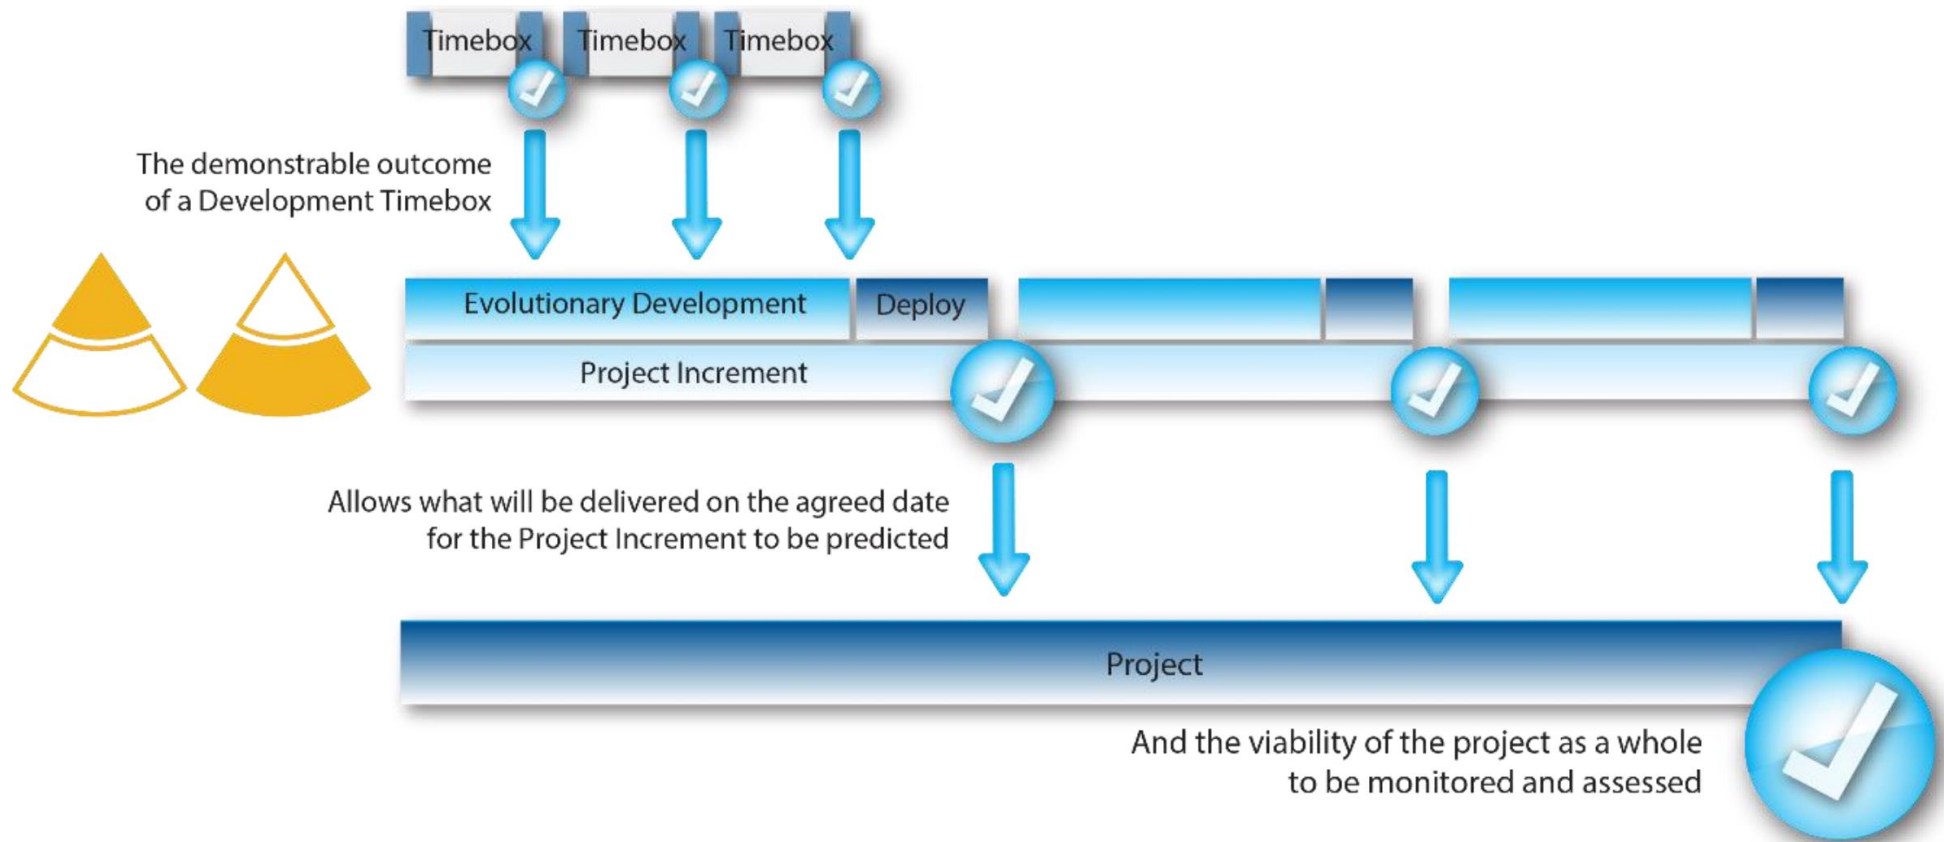 Timebox Timebox Timebox
The demonstrable outcome
of a Development Timebox
Evolutionary Development Deploy
Project Increment
Allows what will be delivered on the agreed date
for the Project Increment to be predicted
Project
And the viability of the project as a whole
to be monitored and assessed